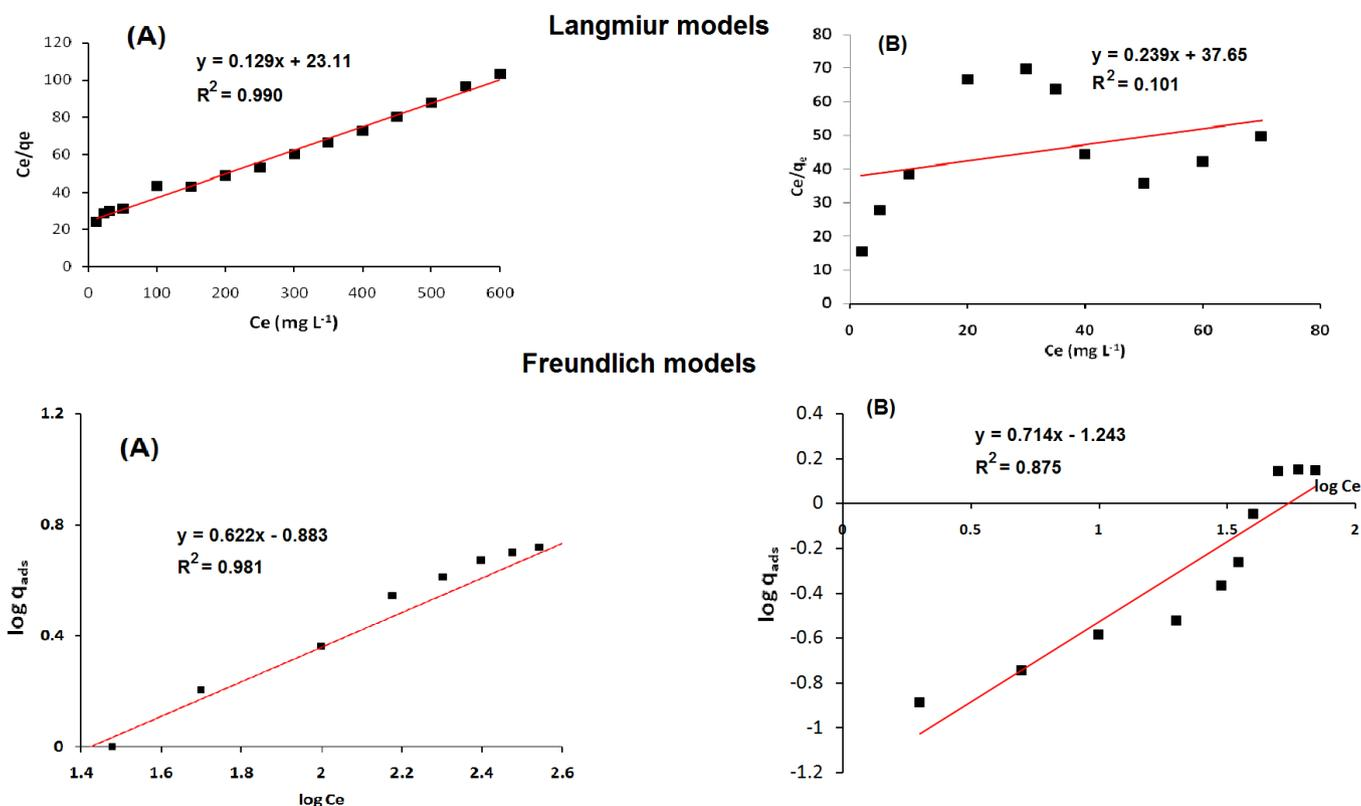 Langmiur models
(A)
y = 0.129x + 23.11
R2 = 0.990
120
100
80
60
40
20
0
Ce/qe
0 100 200 300 400 500 600
Ce (mg L-1)
(B)
y = 0.239x + 37.65
R2 = 0.101
80
70
60
50
40
30
20
10
0
Ce/qe
0 20 40 60 80
Ce (mg L-1)
Freundlich models
(A)
y = 0.622x - 0.883
R2 = 0.981
1.2
0.8
0.4
0
log qads
1.4 1.6 1.8 2 2.2 2.4 2.6
log Ce
(B)
y = 0.714x - 1.243
R2 = 0.875
0.4
0.2
0
-0.2
-0.4
-0.6
-0.8
-1
-1.2
log qads
log Ce
0 0.5 1 1.5 2